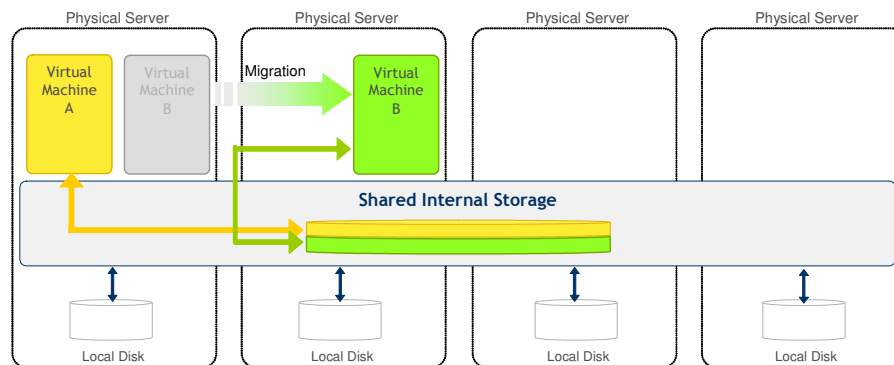 Physical Server
Physical Server
Physical Server
Physical Server
Virtual
Machine
A
Virtual
Machine
B
Migration
Virtual
Machine
B
Shared Internal Storage
Local Disk
Local Disk
Local Disk
Local Disk